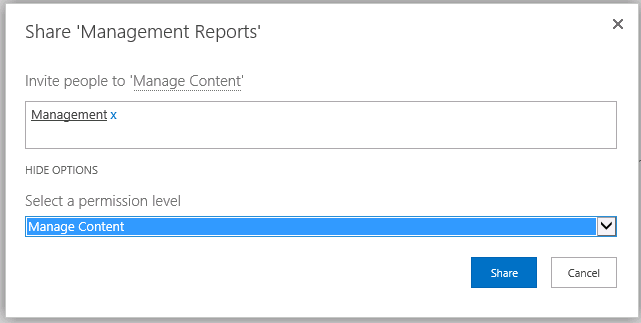 Share 'Management Reports'
Invite people to 'Manage Content'
Management x
HIDE OPTIONS
Select a permission level
Manage Content
Share Cancel